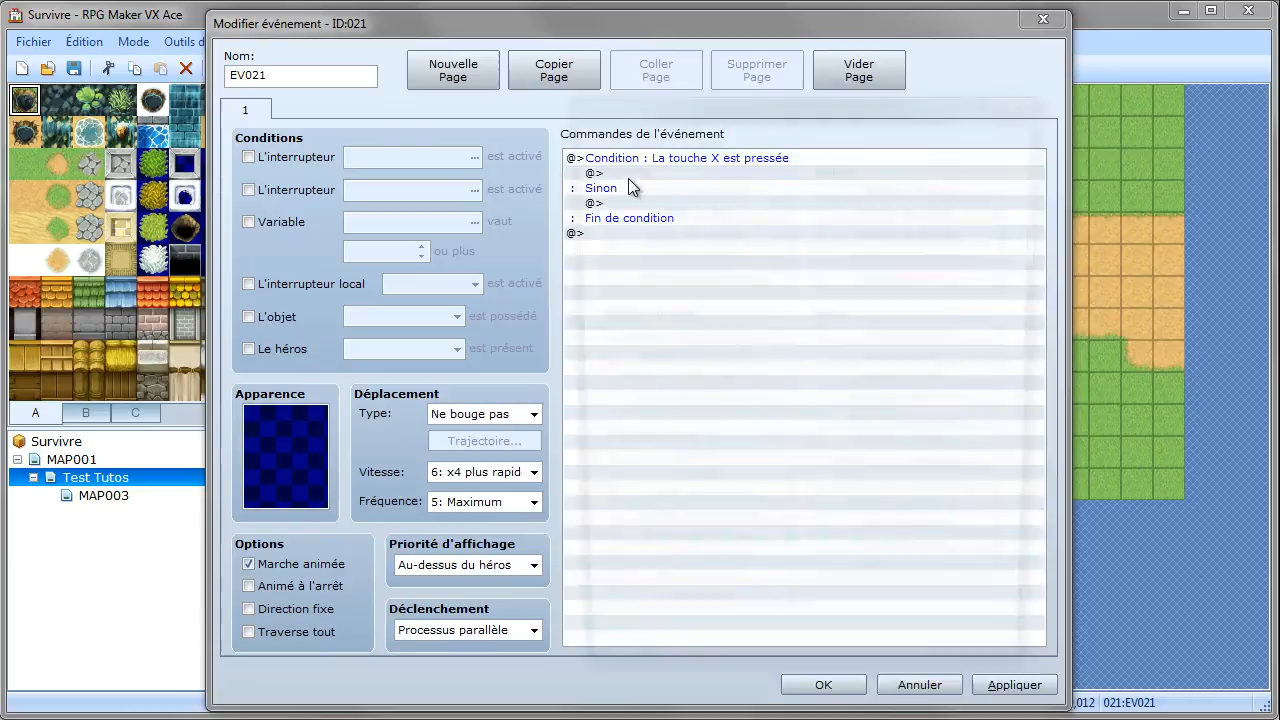 Survivre - RPG Maker VX Ace
Fichier Édition Mode Outils d
Modifier événement - ID:021
Nom:
EV021
Nouvelle Page
Copier Page
Coller Page
Supprimer Page
Vider Page
1
Conditions
L'interrupteur ... est activé
L'interrupteur ... est activé
Variable ... vaut
ou plus
L'interrupteur local est activé
L'objet est possédé
Le héros est présent
Apparence
Déplacement
Type: Ne bouge pas
Trajectoire...
Vitesse: 6: x4 plus rapid
Fréquence: 5: Maximum
Options
Marche animée
Animé à l'arrêt
Direction fixe
Traverse tout
Priorité d'affichage
Au-dessus du héros
Déclenchement
Processus parallèle
Commandes de l'événement
@>Condition : La touche X est pressée
@>
: Sinon
@>
: Fin de condition
@>
OK Annuler Appliquer
A B C
Survivre
MAP001
Test Tutos
MAP003
,012 021:EV021